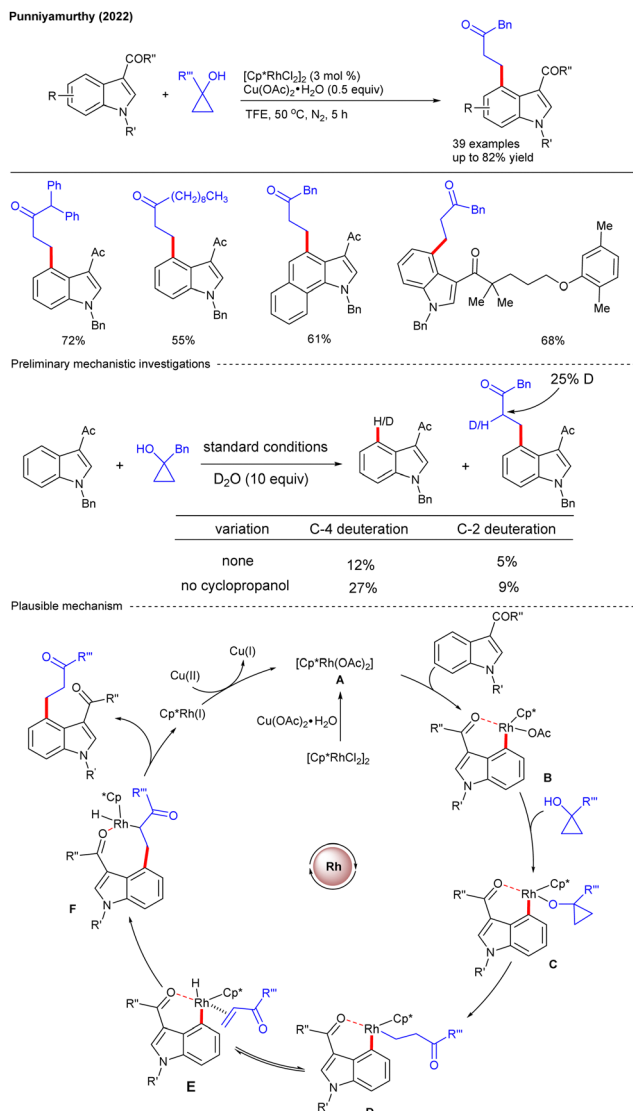 Punniyamurthy (2022)
Bn
O
COR"
R
N
R'
+
R'" OH
[Cp*RhCl2]2 (3 mol %)
Cu(OAc)2•H2O (0.5 equiv)
TFE, 50 °C, N2, 5 h
COR"
R
N
R'
39 examples
up to 82% yield
Ph
O
Ph
Ac
N
Bn
72%
O
(CH2)8CH3
Ac
N
Bn
55%
Bn
O
Ac
N
Bn
61%
O
Bn
O
N
Bn
Me Me
O
Me
Me
68%
Preliminary mechanistic investigations
Ac
N
Bn
+
HO Bn
standard conditions
D2O (10 equiv)
H/D
Ac
N
Bn
+
25% D
Bn
O
D/H
Ac
N
Bn
variation C-4 deuteration C-2 deuteration
none 12% 5%
no cyclopropanol 27% 9%
Plausible mechanism
COR"
N
R'
[Cp*Rh(OAc)2]
A
Cu(I)
Cu(II)
Cp*Rh(I)
Cu(OAc)2•H2O
[Cp*RhCl2]2
R'"
O
O
R"
N
R'
Cp*
O
Rh
OAc
R"
N
R'
B
HO R'"
*Cp
R'"
H
Rh
O
O
R"
N
R'
F
Rh
O
Rh
Cp*
R'"
O
R"
N
R'
C
H
O
Rh
Cp*
R'"
O
R"
N
R'
E
O
Rh
Cp*
R'"
O
R"
N
R'